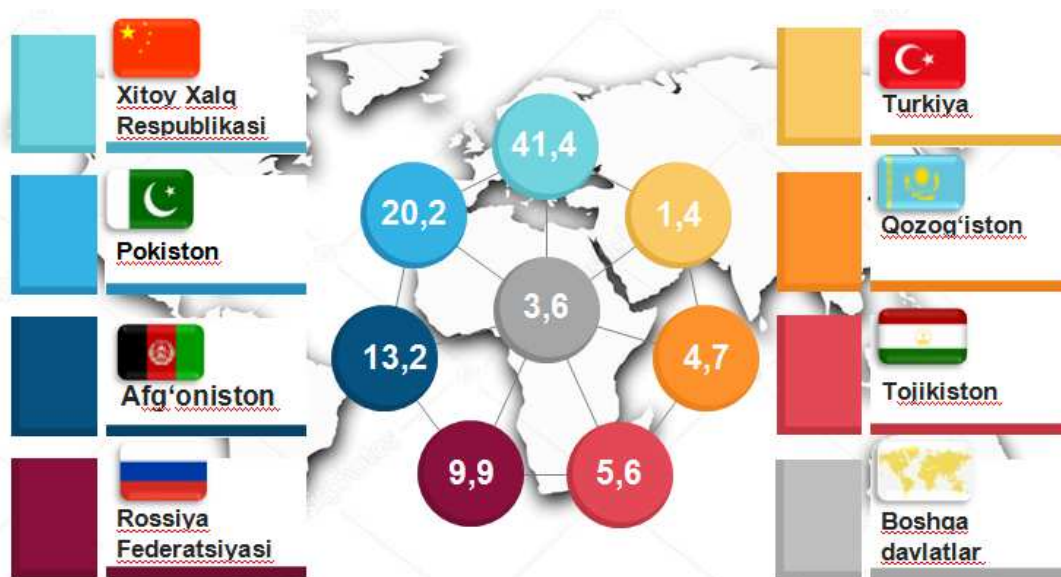 Xitoy Xalq
Respublikasi
Pokiston
Afg‘oniston
Rossiya
Federatsiyasi
41,4
20,2
1,4
3,6
13,2
4,7
9,9
5,6
Turkiya
Qozog‘iston
Tojikiston
Boshqa
davlatlar